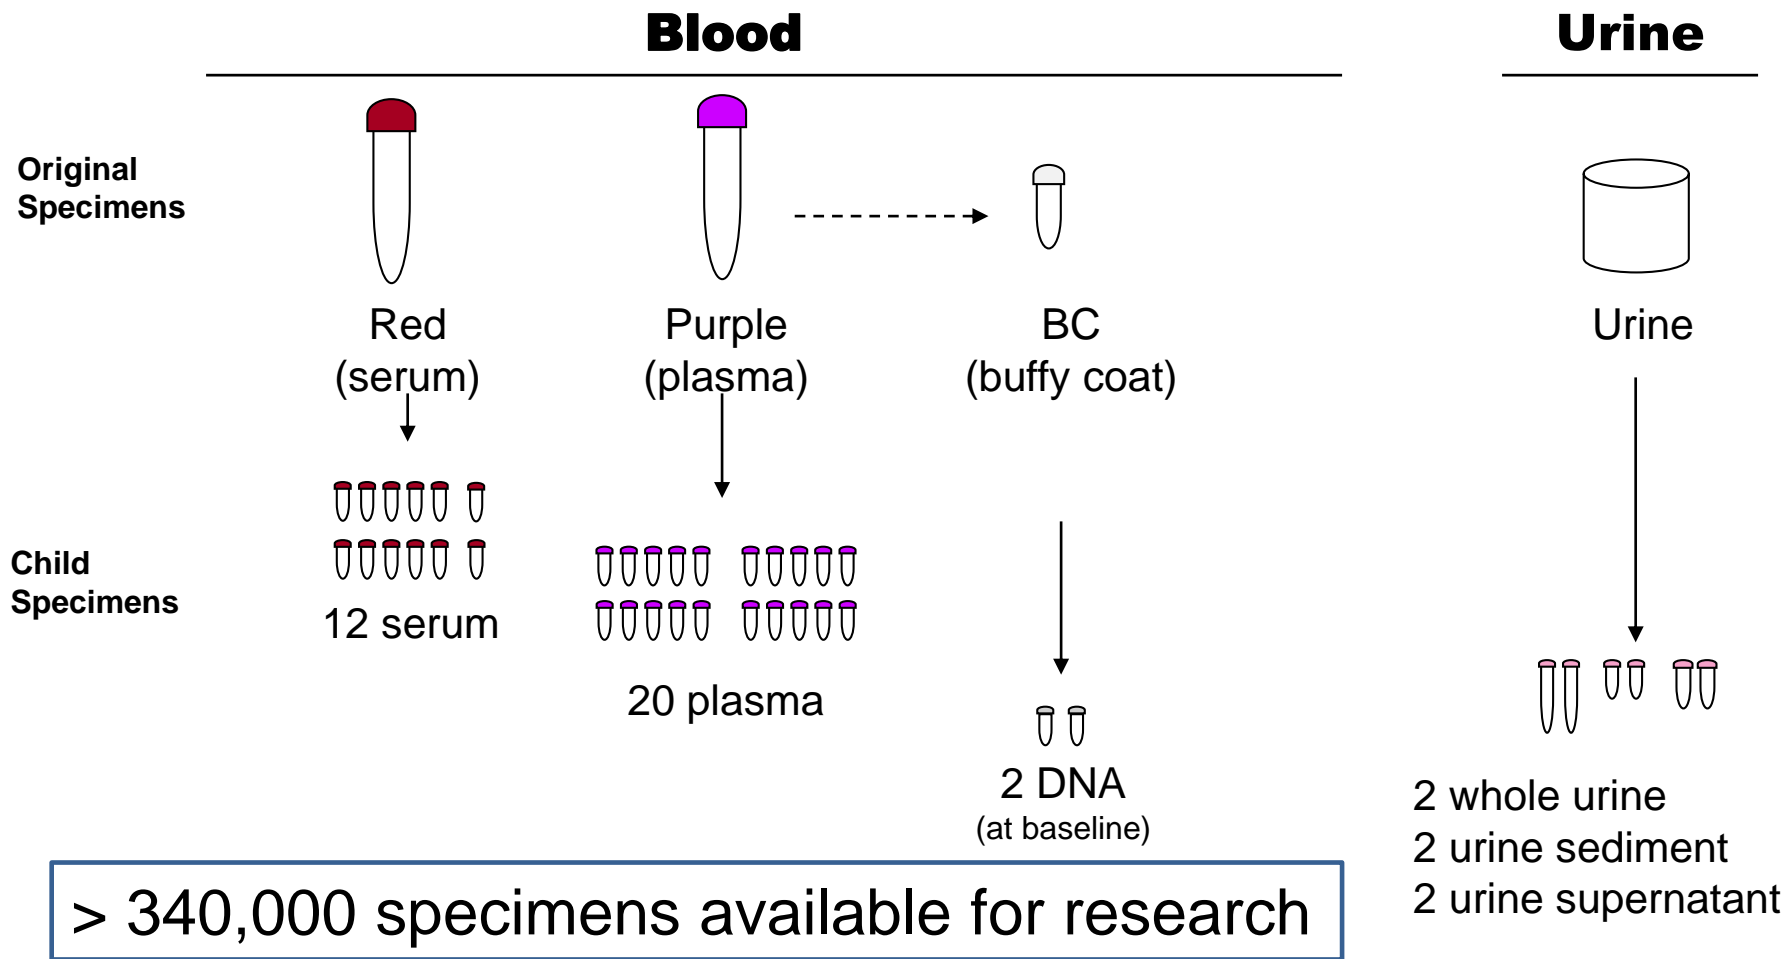 Blood
Urine
Original
Specimens
Red
(serum)
Purple
(plasma)
BC
(buffy coat)
Urine
Child
Specimens
12 serum
20 plasma
2 DNA
(at baseline)
2 whole urine
2 urine sediment
2 urine supernatant
> 340,000 specimens available for research